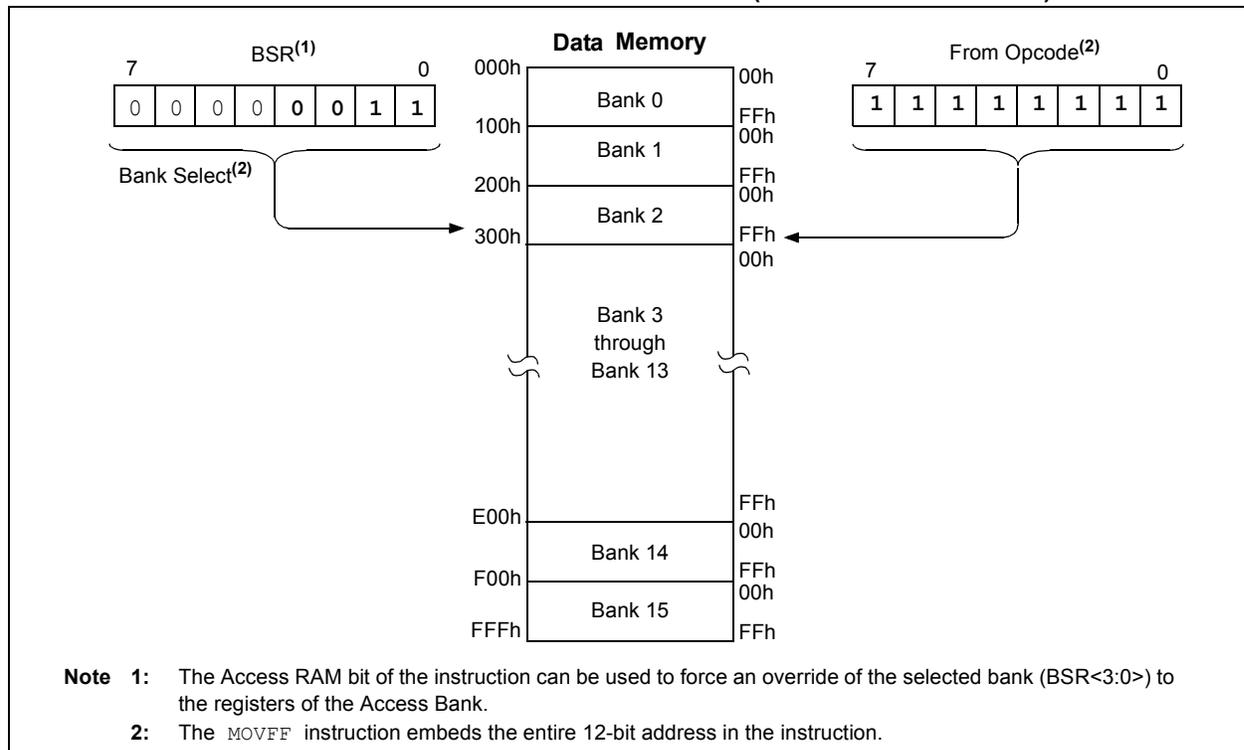 BSR(1)
7 0
0 0 0 0 0 0 1 1
Bank Select(2)
Data Memory
000h
100h
200h
300h
E00h
F00h
FFFh
Bank 0
Bank 1
Bank 2
Bank 3
through
Bank 13
Bank 14
Bank 15
00h
FFh
00h
FFh
00h
FFh
00h
FFh
00h
FFh
00h
FFh
From Opcode(2)
7 0
1 1 1 1 1 1 1 1
Note 1: The Access RAM bit of the instruction can be used to force an override of the selected bank (BSR<3:0>) to
the registers of the Access Bank.
2: The MOVFF instruction embeds the entire 12-bit address in the instruction.